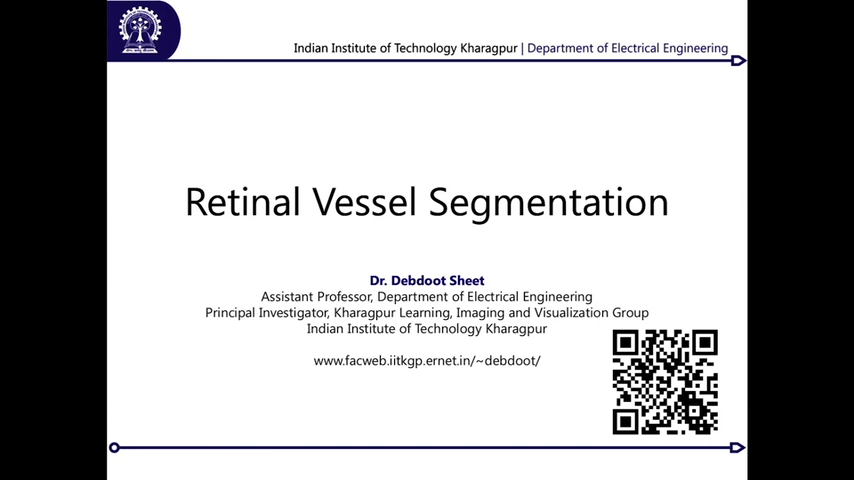 Indian Institute of Technology Kharagpur | Department of Electrical Engineering
Retinal Vessel Segmentation
Dr. Debdoot Sheet
Assistant Professor, Department of Electrical Engineering
Principal Investigator, Kharagpur Learning, Imaging and Visualization Group
Indian Institute of Technology Kharagpur
www.facweb.iitkgp.ernet.in/~debdoot/